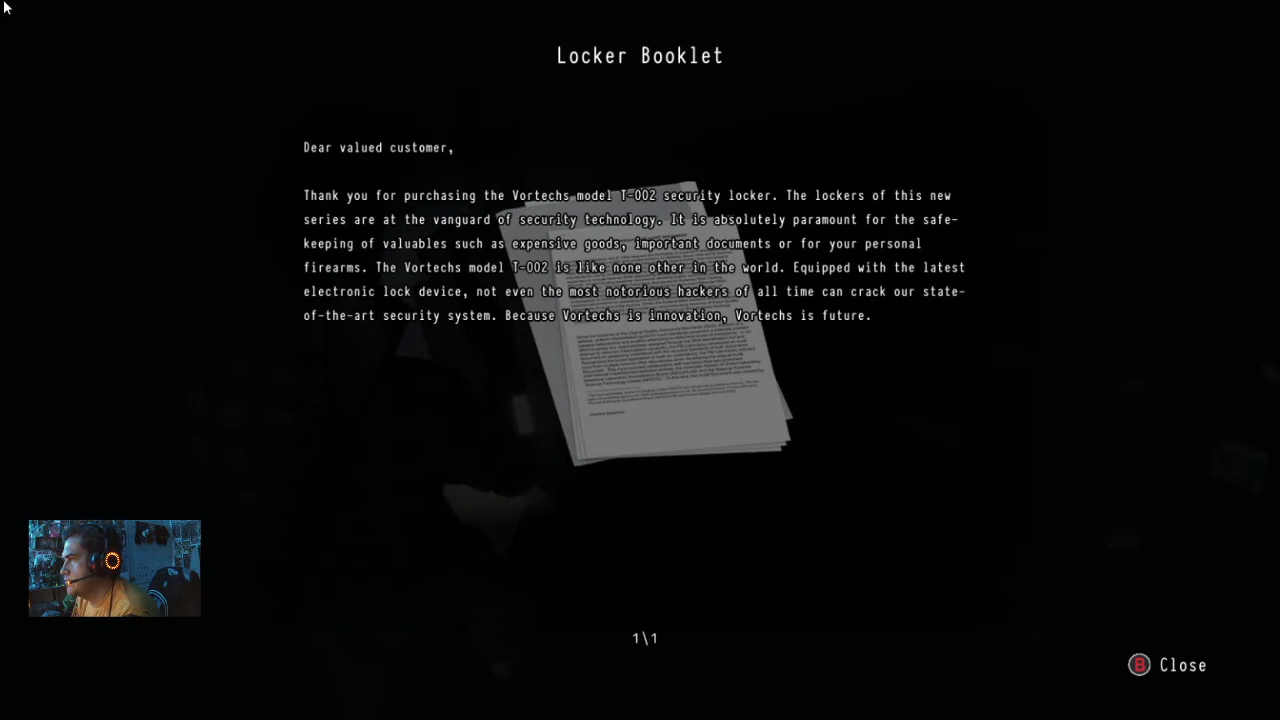 Locker Booklet
Dear valued customer,
Thank you for purchasing the Vortechs model T-002 security locker. The lockers of this new
series are at the vanguard of security technology. It is absolutely paramount for the safe-
keeping of valuables such as expensive goods, important documents or for your personal
firearms. The Vortechs model T-002 is like none other in the world. Equipped with the latest
electronic lock device, not even the most notorious hackers of all time can crack our state-
of-the-art security system. Because Vortechs is innovation, Vortechs is future.
1\1
B Close